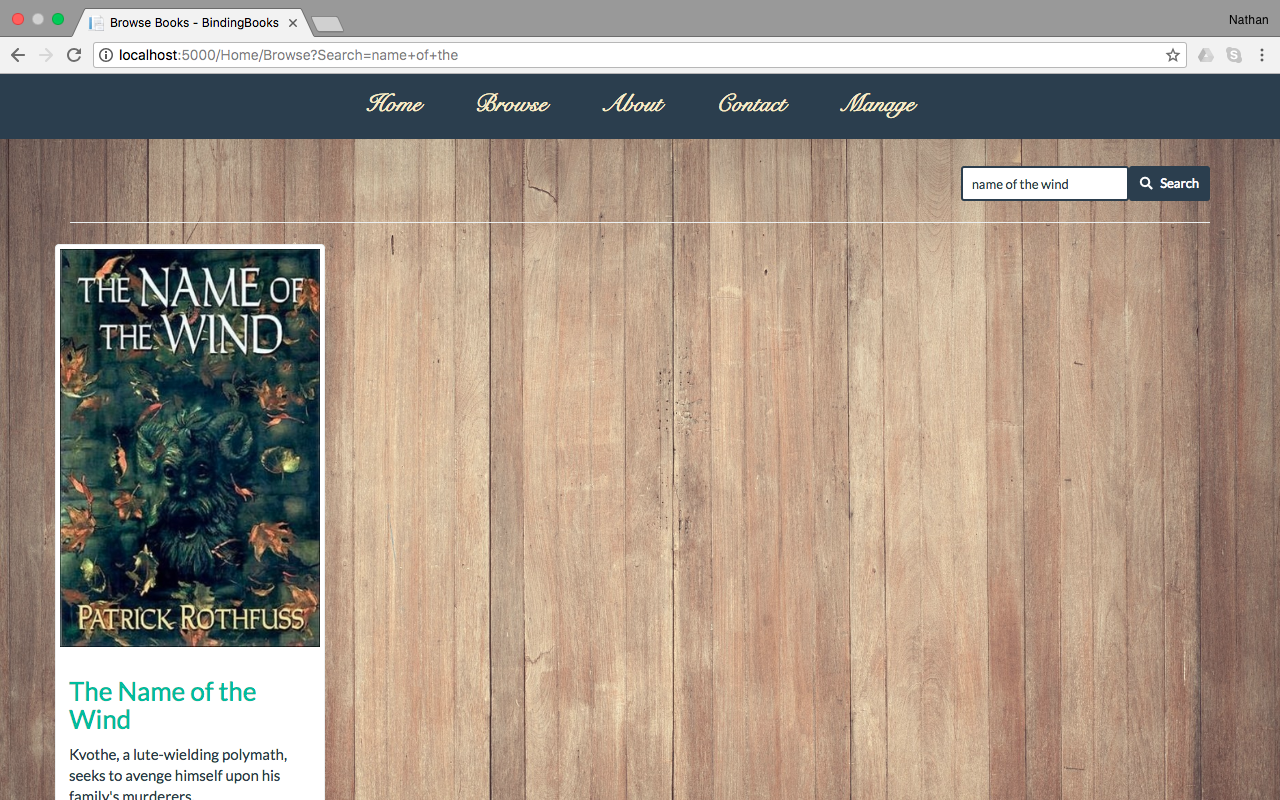 Browse Books - BindingBooks
Nathan
localhost:5000/Home/Browse?Search=name+of+the
Home Browse About Contact Manage
name of the wind Search
THE NAME OF
THE WIND
PATRICK ROTHFUSS
The Name of the
Wind
Kvothe, a lute-wielding polymath,
seeks to avenge himself upon his
family's murderers